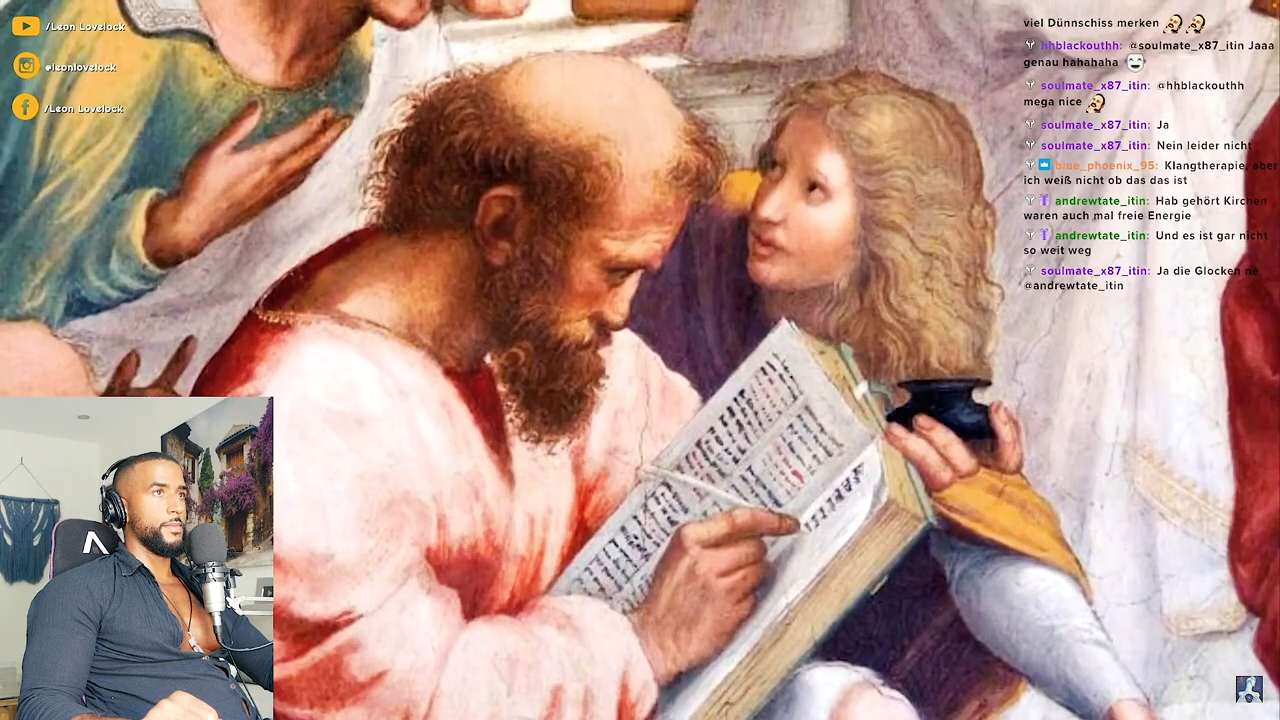 /Leon Lovelock
@leonlovelock
/Leon Lovelock
viel Dünnschiss merken
hhblackouthh: @soulmate_x87_itin Jaaa
genau hahahaha
soulmate_x87_itin: @hhblackouthh
mega nice
soulmate_x87_itin: Ja
soulmate_x87_itin: Nein leider nicht
blue_phoenix_95: Klangtherapie, aber
ich weiß nicht ob das das ist
andrewtate_itin: Hab gehört Kirchen
waren auch mal freie Energie
andrewtate_itin: Und es ist gar nicht
so weit weg
soulmate_x87_itin: Ja die Glocken ne
@andrewtate_itin